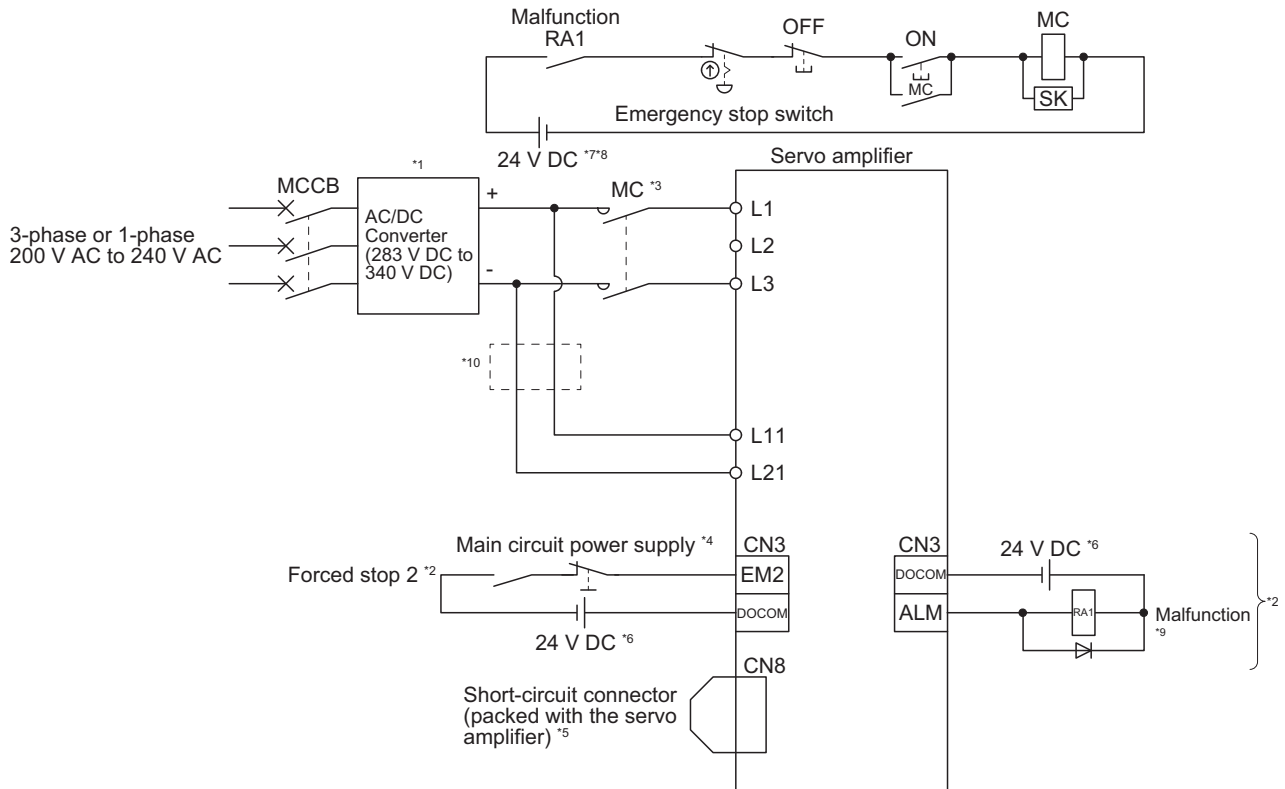 Malfunction
RA1
OFF
ON
MC
MC
SK
Emergency stop switch
24 V DC *7*8
Servo amplifier
*1
MCCB
+
MC *3
L1
3-phase or 1-phase
200 V AC to 240 V AC
AC/DC
Converter
(283 V DC to
340 V DC)
L2
-
L3
*10
L11
L21
Main circuit power supply *4
CN3
CN3
24 V DC *6
Forced stop 2 *2
EM2
DOCOM
DOCOM
ALM
RA1
Malfunction
*9
*2
24 V DC *6
CN8
Short-circuit connector
(packed with the servo
amplifier) *5